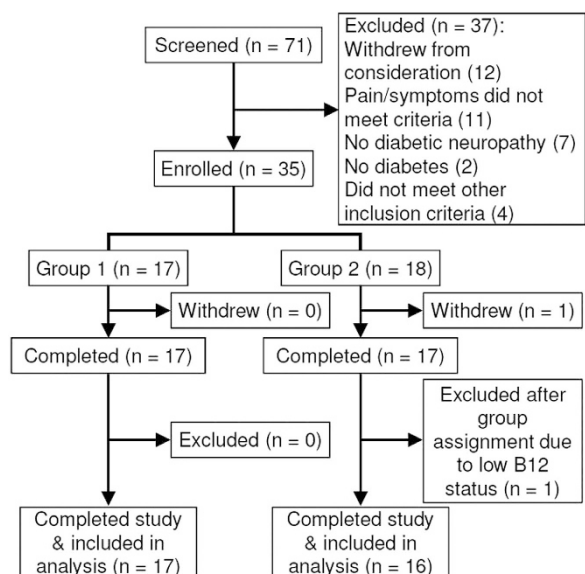 Screened (n = 71)
Excluded (n = 37):
Withdrew from
consideration (12)
Pain/symptoms did not
meet criteria (11)
No diabetic neuropathy (7)
No diabetes (2)
Did not meet other
inclusion criteria (4)
Enrolled (n = 35)
Group 1 (n = 17)
Group 2 (n = 18)
Withdrew (n = 0)
Withdrew (n = 1)
Completed (n = 17)
Completed (n = 17)
Excluded (n = 0)
Excluded after
group
assignment due
to low B12
status (n = 1)
Completed study
& included in
analysis (n = 17)
Completed study
& included in
analysis (n = 16)